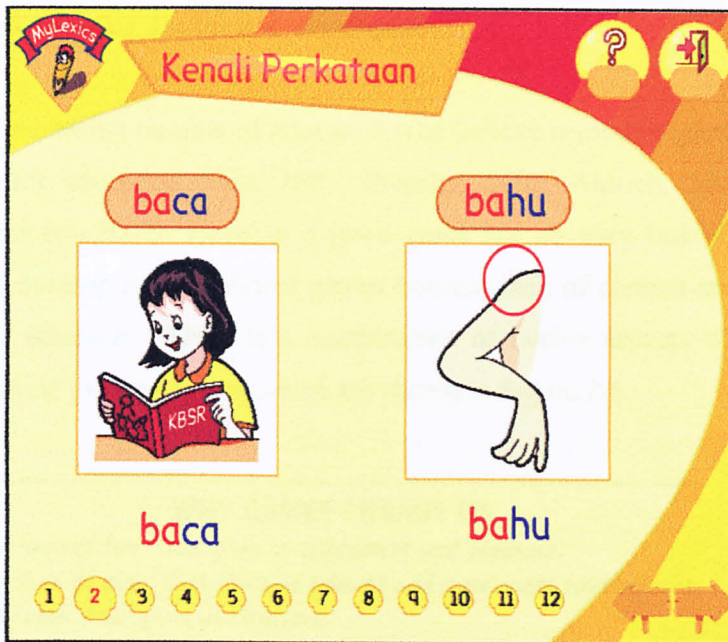 MyLexics
Kenali Perkataan
?
baca
bahu
KBSR
baca
bahu
1 2 3 4 5 6 7 8 9 10 11 12